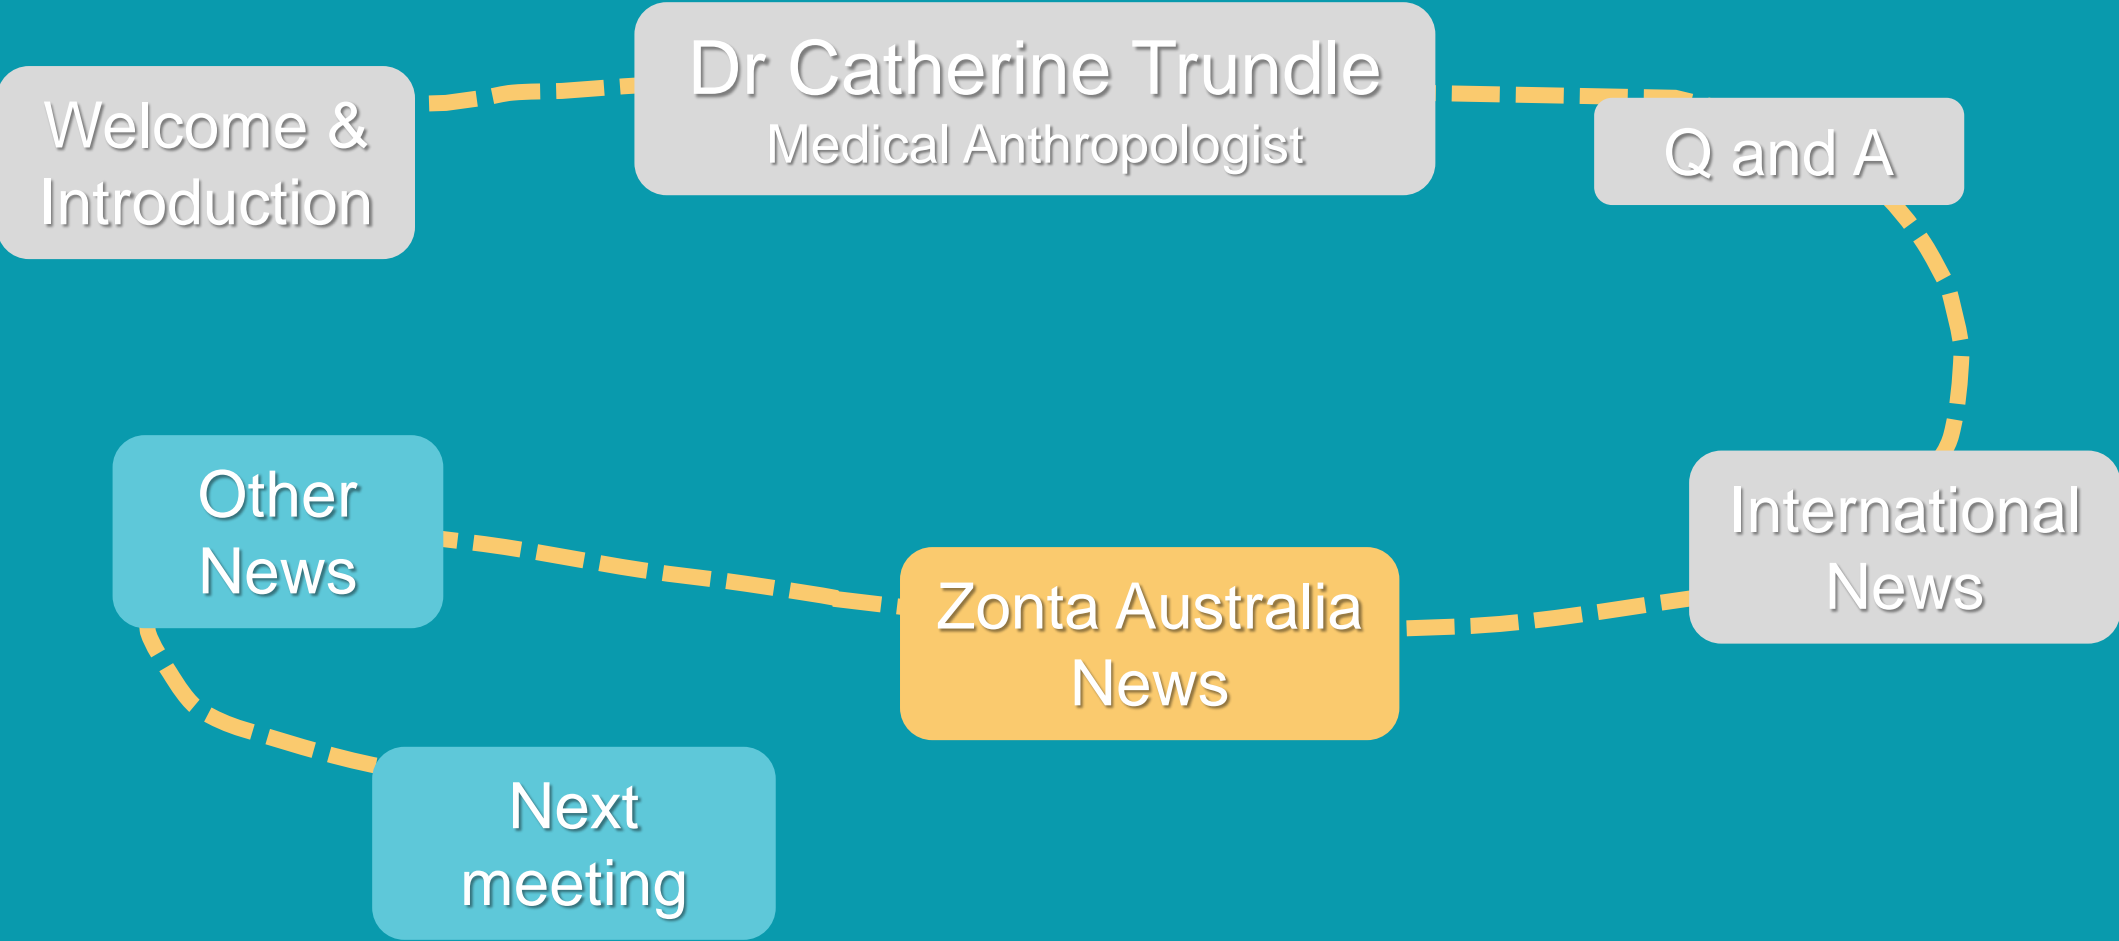 Welcome &
Introduction
Dr Catherine Trundle
Medical Anthropologist
Q and A
International
News
Zonta Australia
News
Other
News
Next
meeting